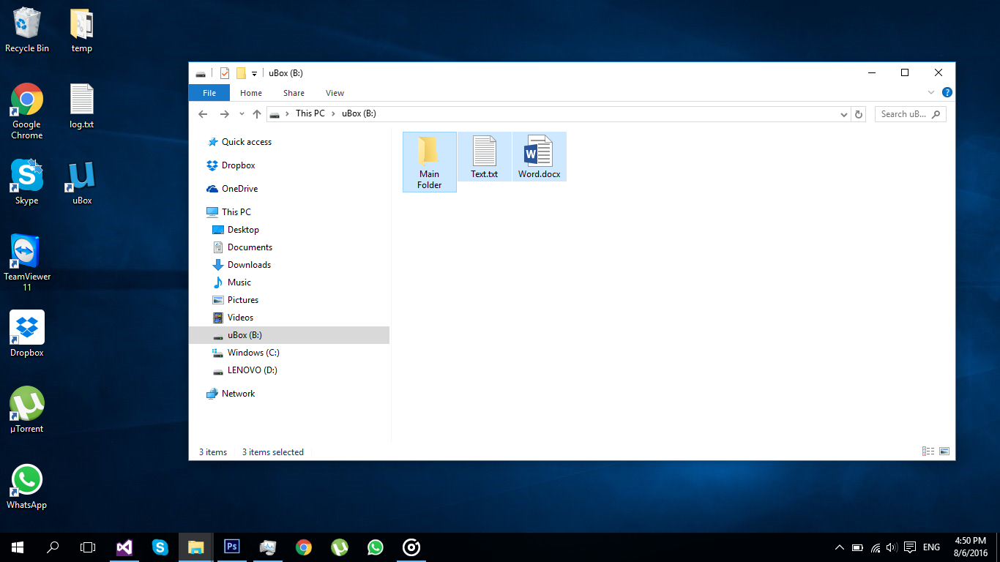 Recycle Bin
temp
Google
Chrome
log.txt
Skype
u
uBox
TeamViewer
11
Dropbox
µTorrent
WhatsApp
uBox (B:)
File Home Share View
This PC uBox (B:)
Search uB...
Quick access
Dropbox
OneDrive
This PC
Desktop
Documents
Downloads
Music
Pictures
Videos
uBox (B:)
Windows (C:)
LENOVO (D:)
Network
Main
Folder
Text.txt
W
Word.docx
3 items 3 items selected
Ps
ENG
4:50 PM
8/6/2016